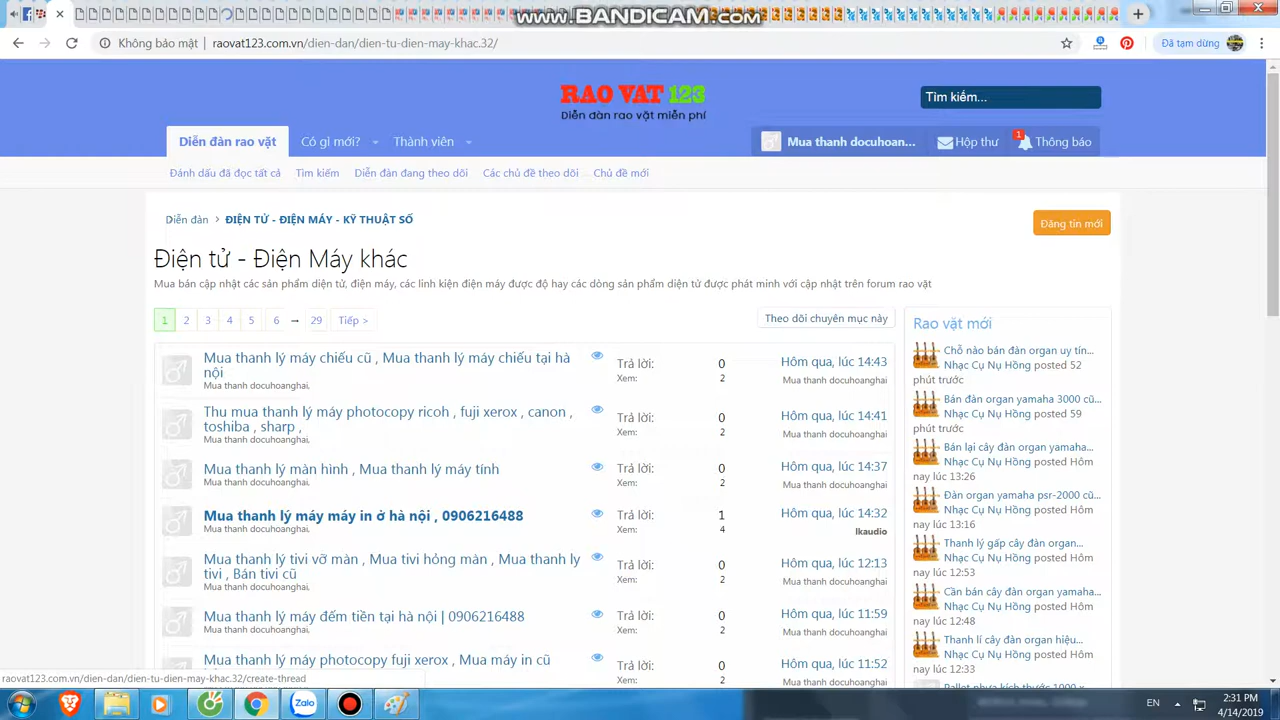 www.BANDICAM.com
Không bảo mật | raovat123.com.vn/dien-dan/dien-tu-dien-may-khac.32/
Đã tạm dừng
RAO VAT 123
Diễn đàn rao vặt miễn phí
Tìm kiếm...
Diễn đàn rao vặt
Có gì mới?
Thành viên
Mua thanh docuhoan...
Hộp thư
1
Thông báo
Đánh dấu đã đọc tất cả
Tìm kiếm
Diễn đàn đang theo dõi
Các chủ đề theo dõi
Chủ đề mới
Diễn đàn › ĐIỆN TỬ - ĐIỆN MÁY - KỸ THUẬT SỐ
Đăng tin mới
Điện tử - Điện Máy khác
Mua bán cập nhật các sản phẩm điện tử, điện máy, các linh kiện điện máy được độ hay các dòng sản phẩm điện tử được phát minh với cập nhật trên forum rao vặt
1 2 3 4 5 6 → 29 Tiếp >
Theo dõi chuyên mục này
Mua thanh lý máy chiếu cũ , Mua thanh lý máy chiếu tại hà
nội
Mua thanh docuhoanghai,
Trả lời: 0
Xem: 2
Hôm qua, lúc 14:43
Mua thanh docuhoanghai
Thu mua thanh lý máy photocopy ricoh , fuji xerox , canon ,
toshiba , sharp ,
Mua thanh docuhoanghai,
Trả lời: 0
Xem: 2
Hôm qua, lúc 14:41
Mua thanh docuhoanghai
Mua thanh lý màn hình , Mua thanh lý máy tính
Mua thanh docuhoanghai,
Trả lời: 0
Xem: 2
Hôm qua, lúc 14:37
Mua thanh docuhoanghai
Mua thanh lý máy máy in ở hà nội , 0906216488
Mua thanh docuhoanghai,
Trả lời: 1
Xem: 4
Hôm qua, lúc 14:32
lkaudio
Mua thanh lý tivi vỡ màn , Mua tivi hỏng màn , Mua thanh ly
tivi , Bán tivi cũ
Mua thanh docuhoanghai,
Trả lời: 0
Xem: 2
Hôm qua, lúc 12:13
Mua thanh docuhoanghai
Mua thanh lý máy đếm tiền tại hà nội | 0906216488
Mua thanh docuhoanghai,
Trả lời: 0
Xem: 2
Hôm qua, lúc 11:59
Mua thanh docuhoanghai
Mua thanh lý máy photocopy fuji xerox , Mua máy in cũ
Trả lời: 0
Xem: 2
Hôm qua, lúc 11:52
Mua thanh docuhoanghai
Rao vặt mới
Chỗ nào bán đàn organ uy tín...
Nhạc Cụ Nụ Hồng posted 52
phút trước
Bán đàn organ yamaha 3000 cũ...
Nhạc Cụ Nụ Hồng posted 59
phút trước
Bán lại cây đàn organ yamaha...
Nhạc Cụ Nụ Hồng posted Hôm
nay lúc 13:26
Đàn organ yamaha psr-2000 cũ...
Nhạc Cụ Nụ Hồng posted Hôm
nay lúc 13:16
Thanh lý gấp cây đàn organ...
Nhạc Cụ Nụ Hồng posted Hôm
nay lúc 12:53
Cần bán cây đàn organ yamaha...
Nhạc Cụ Nụ Hồng posted Hôm
nay lúc 12:48
Thanh lí cây đàn organ hiệu...
Nhạc Cụ Nụ Hồng posted Hôm
nay lúc 12:33
Pallet nhựa kích thước 1000 x
raovat123.com.vn/dien-dan/dien-tu-dien-may-khac.32/create-thread
Zalo
EN
2:31 PM
4/14/2019